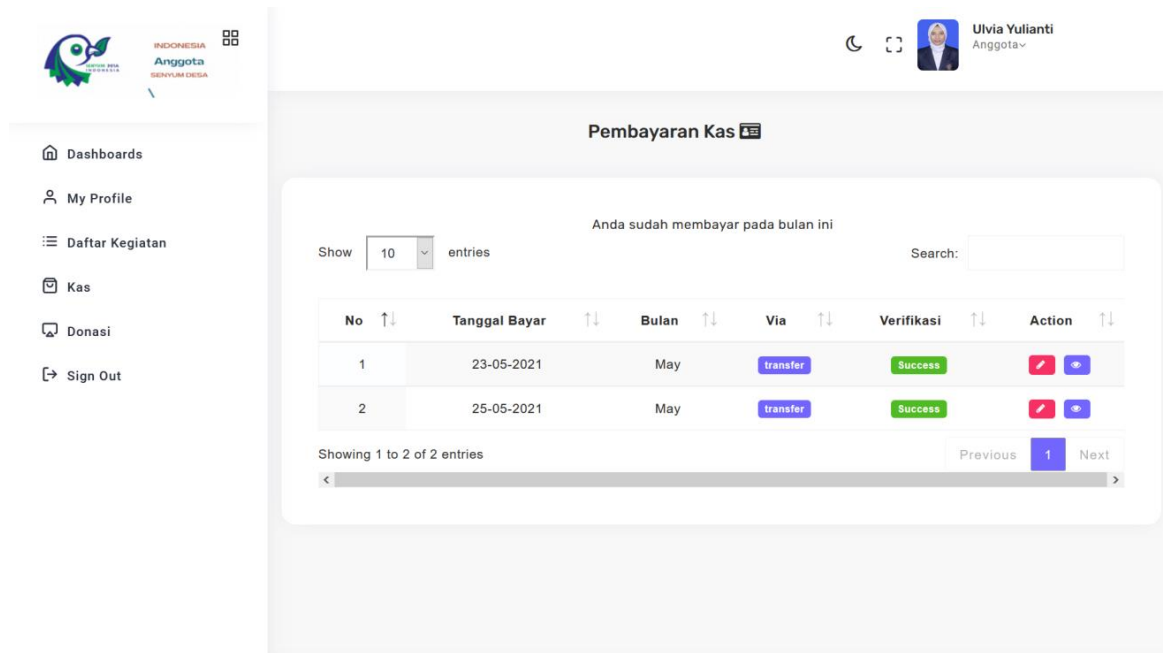 INDONESIA
Anggota
SENYUM DESA
SENYUM DESA
INDONESIA
Ulvia Yulianti
Anggota
Dashboards
My Profile
Daftar Kegiatan
Kas
Donasi
Sign Out
Pembayaran Kas
Anda sudah membayar pada bulan ini
Show 10 entries Search:
No Tanggal Bayar Bulan Via Verifikasi Action
1 23-05-2021 May transfer Success
2 25-05-2021 May transfer Success
Showing 1 to 2 of 2 entries Previous 1 Next